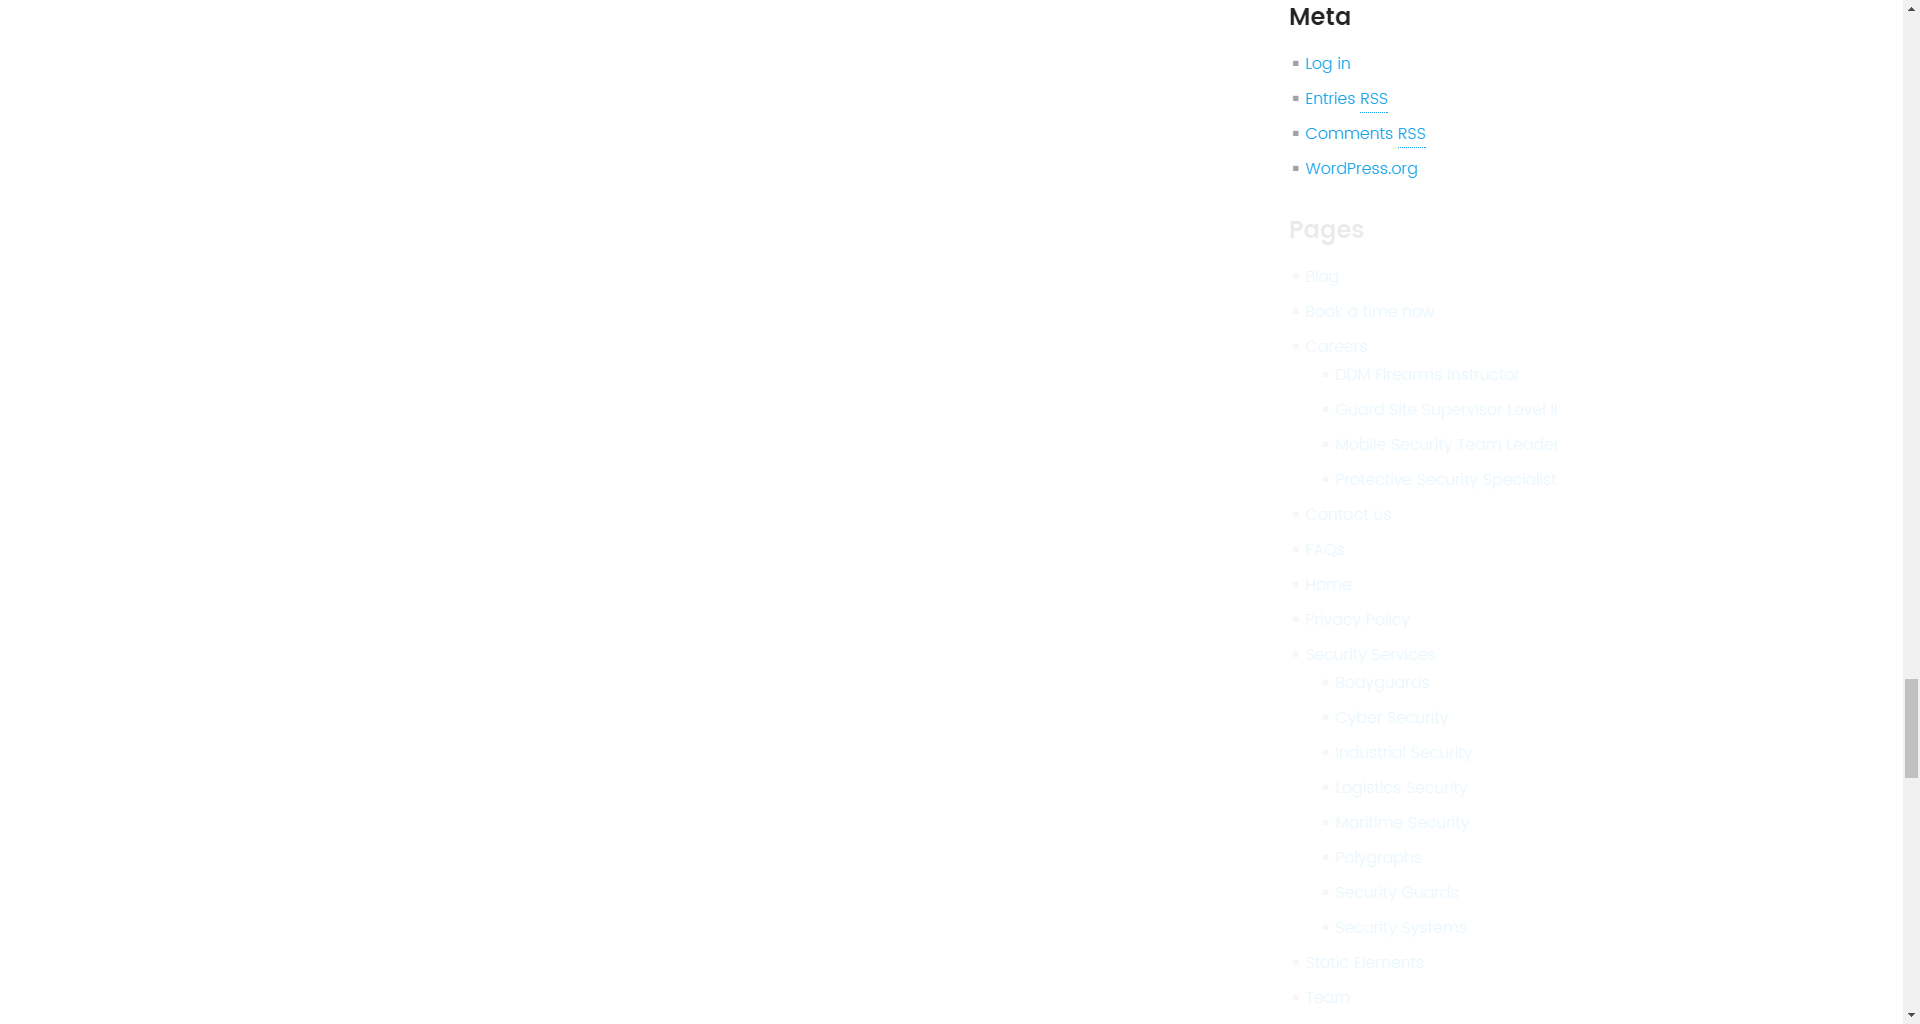 Meta
Log in
Entries RSS
Comments RSS
WordPress.org
Pages
Blog
Book a time now
Careers
DDM Firearms Instructor
Guard Site Supervisor Level II
Mobile Security Team Leader
Protective Security Specialist
Contact us
FAQs
Home
Privacy Policy
Security Services
Bodyguards
Cyber Security
Industrial Security
Logistics Security
Maritime Security
Polygraphs
Security Guards
Security Systems
Static Elements
Team